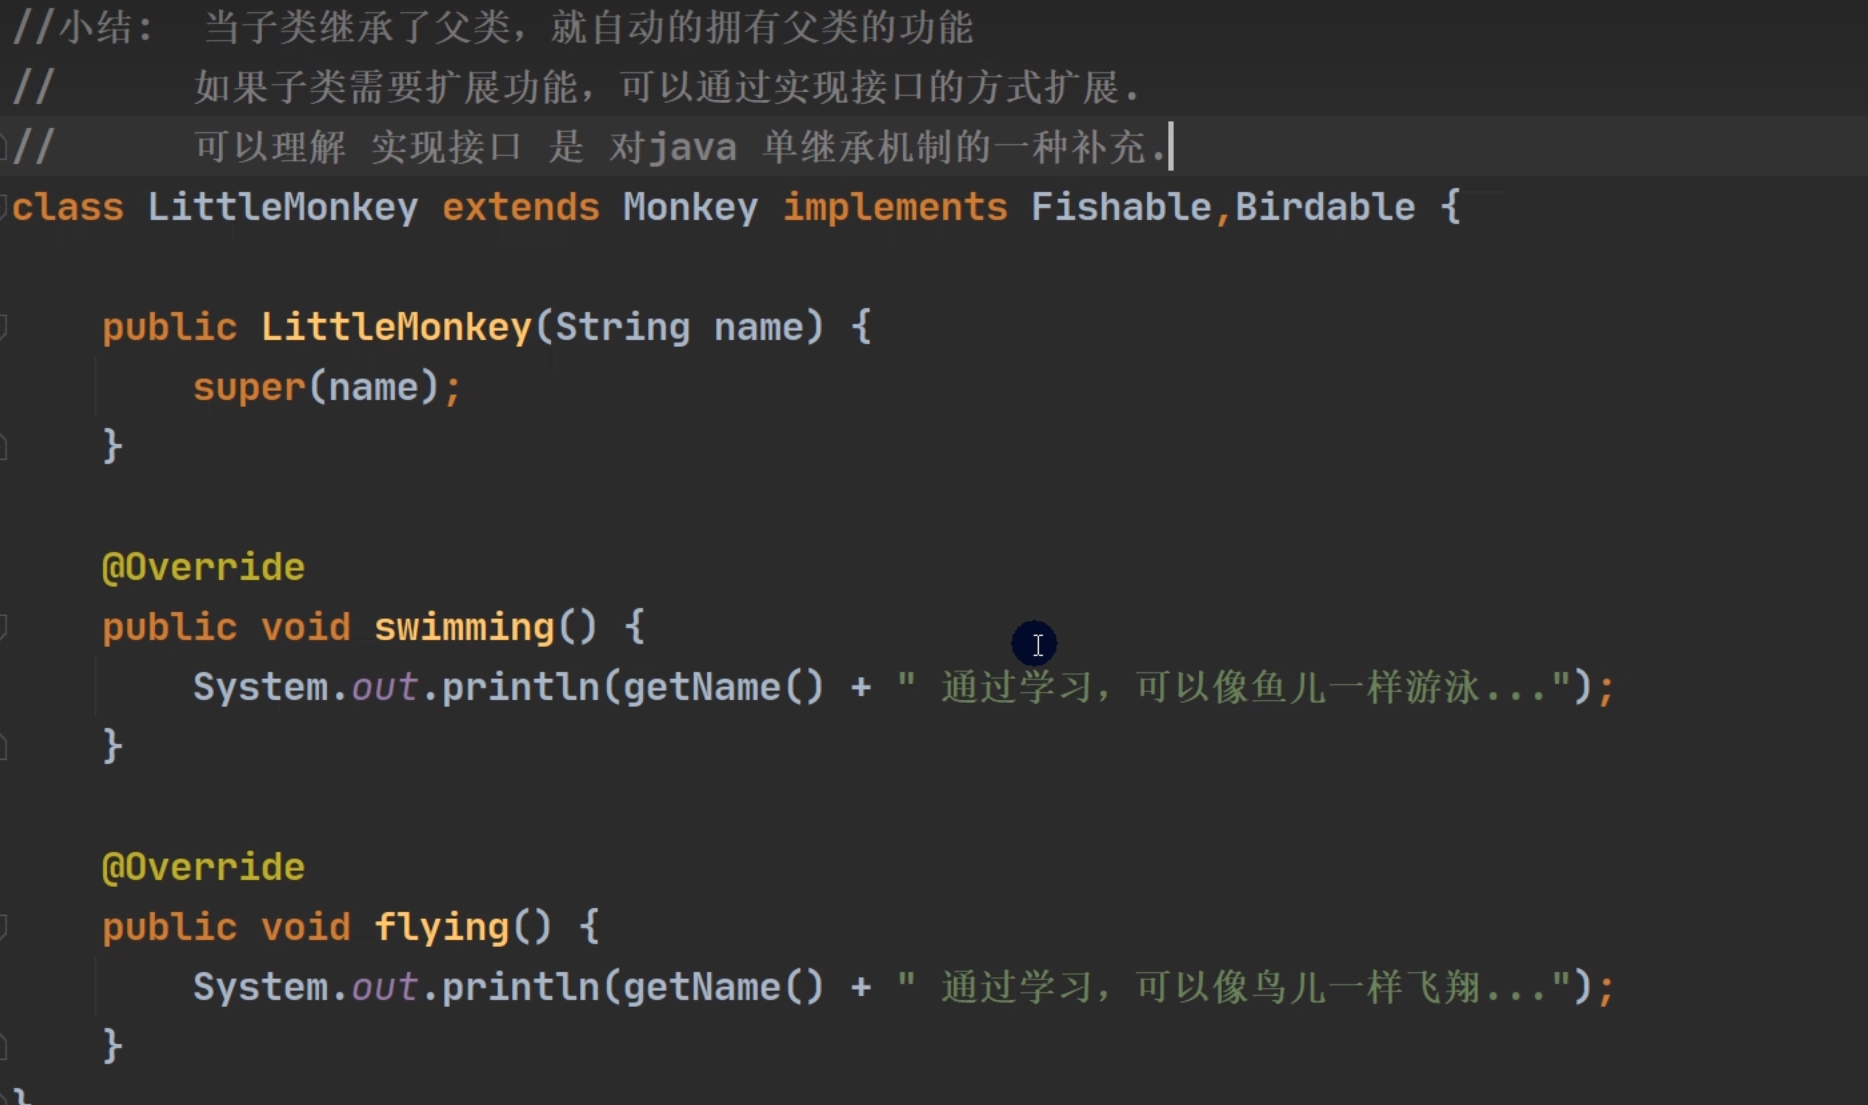 //小结: 当子类继承了父类，就自动的拥有父类的功能
//      如果子类需要扩展功能，可以通过实现接口的方式扩展.
//      可以理解 实现接口 是 对java 单继承机制的一种补充.
class LittleMonkey extends Monkey implements Fishable,Birdable {
    public LittleMonkey(String name) {
        super(name);
    }
    @Override
    public void swimming() {
        System.out.println(getName() + " 通过学习，可以像鱼儿一样游泳...");
    }
    @Override
    public void flying() {
        System.out.println(getName() + " 通过学习，可以像鸟儿一样飞翔...");
    }
}